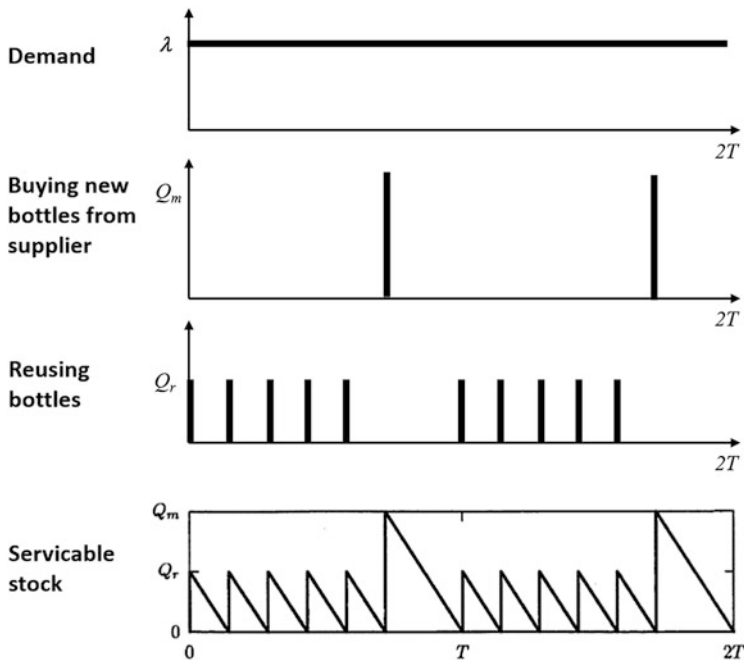 Demand
λ
2T
Buying new
bottles from
supplier
Qm
2T
Reusing
bottles
Qr
2T
Servicable
stock
Qm
Qr
0
0
T
2T